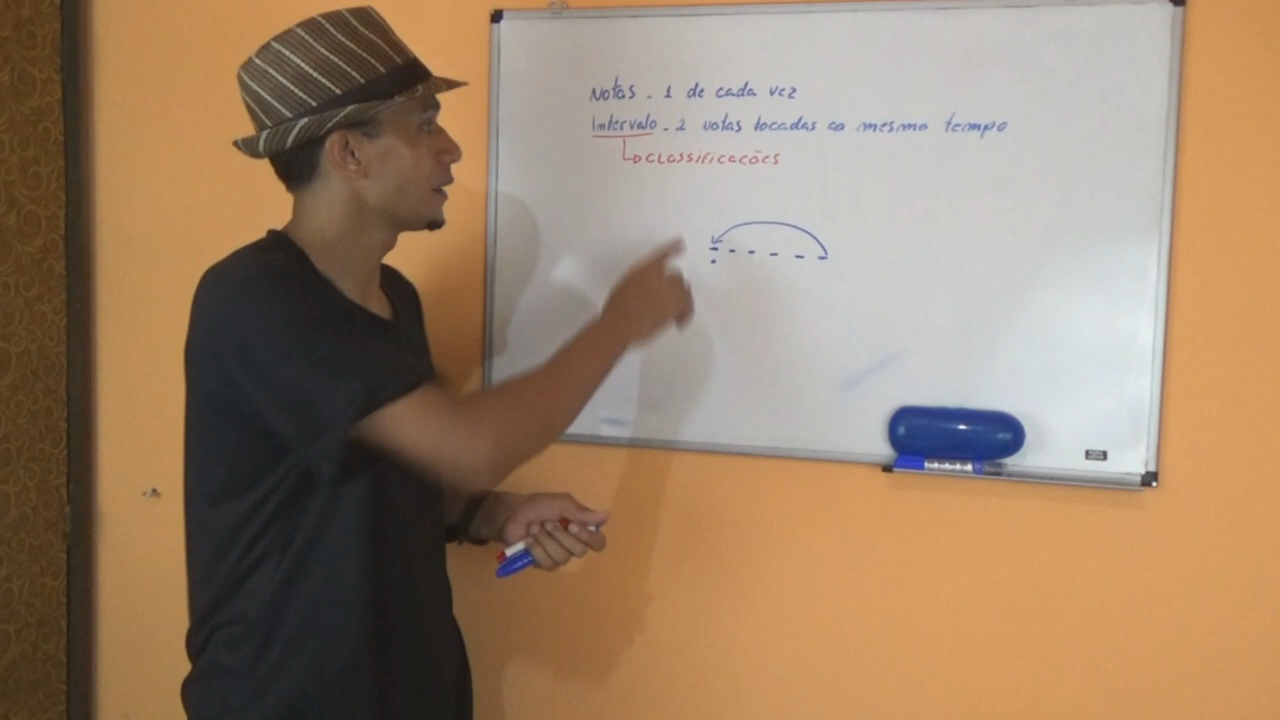 Notas - 1 de cada vez
Intervalo - 2 notas tocadas ao mesmo tempo
classificações